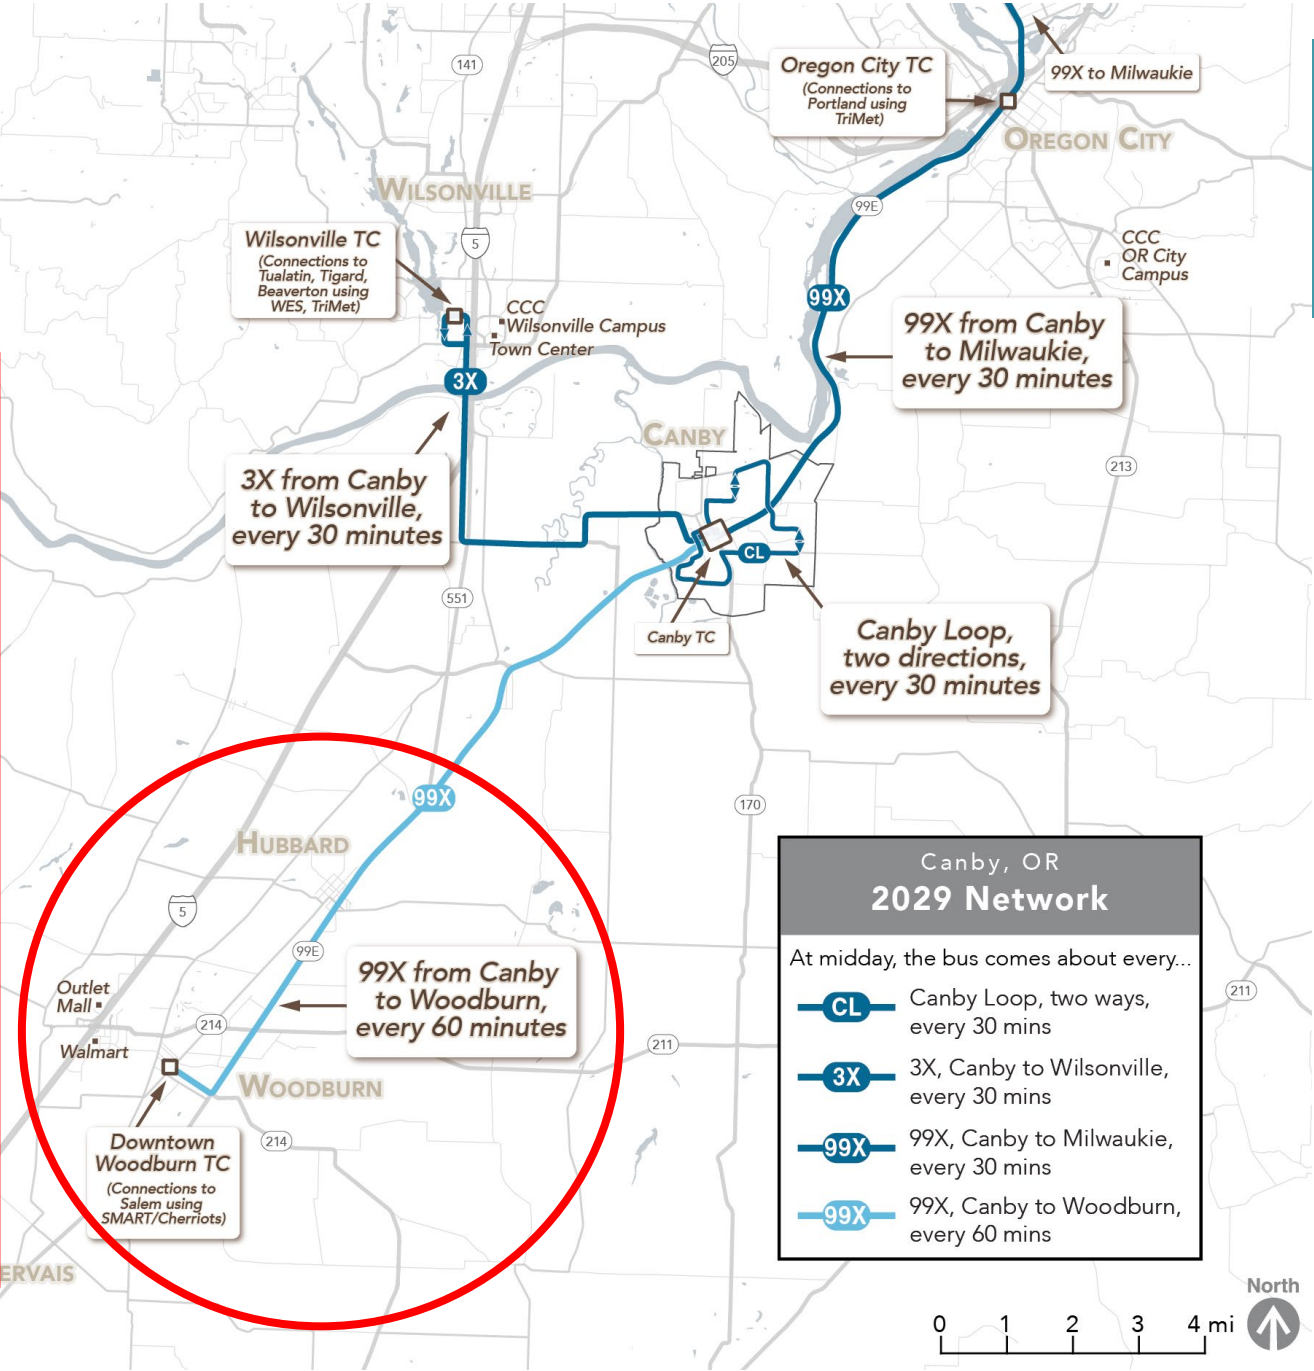 141
205
Oregon City TC
(Connections to
Portland using
TriMet)
99X to Milwaukie
OREGON CITY
WILSONVILLE
99E
Wilsonville TC
(Connections to
Tualatin, Tigard,
Beaverton using
WES, TriMet)
5
CCC
OR City
Campus
99X
CCC
Wilsonville Campus
Town Center
99X from Canby
to Milwaukie,
every 30 minutes
3X
CANBY
213
3X from Canby
to Wilsonville,
every 30 minutes
CL
551
Canby TC
Canby Loop,
two directions,
every 30 minutes
99X
170
HUBBARD
5
99E
99X from Canby
to Woodburn,
every 60 minutes
Outlet
Mall
214
Walmart
211
211
WOODBURN
214
Downtown
Woodburn TC
(Connections to
Salem using
SMART/Cherriots)
ERVAIS
Canby, OR
2029 Network
At midday, the bus comes about every...
CL Canby Loop, two ways,
every 30 mins
3X 3X, Canby to Wilsonville,
every 30 mins
99X 99X, Canby to Milwaukie,
every 30 mins
99X 99X, Canby to Woodburn,
every 60 mins
North
0 1 2 3 4 mi